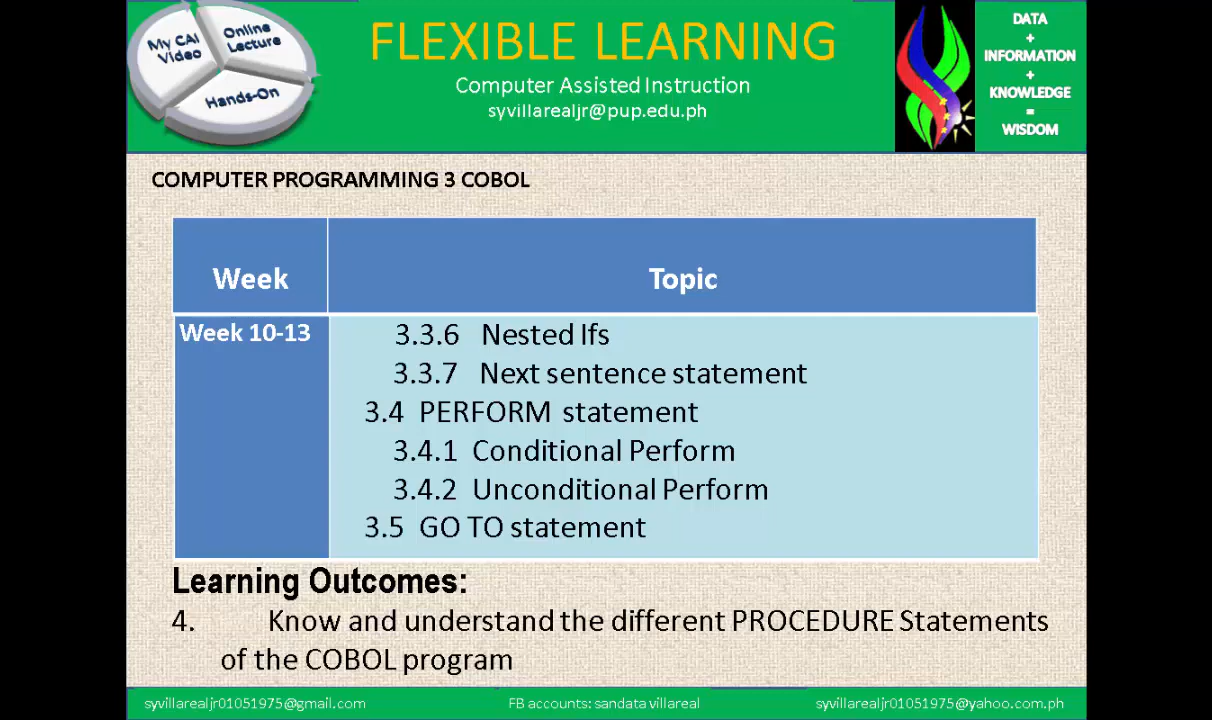 My CAI
Video
Online
Lecture
Hands-On
FLEXIBLE LEARNING
Computer Assisted Instruction
syvillarealjr@pup.edu.ph
DATA
+
INFORMATION
+
KNOWLEDGE
=
WISDOM
COMPUTER PROGRAMMING 3 COBOL
Week Topic
Week 10-13 3.3.6 Nested Ifs
3.3.7 Next sentence statement
3.4 PERFORM statement
3.4.1 Conditional Perform
3.4.2 Unconditional Perform
3.5 GO TO statement
Learning Outcomes:
4. Know and understand the different PROCEDURE Statements
of the COBOL program
syvillarealjr01051975@gmail.com FB accounts: sandata villareal syvillarealjr01051975@yahoo.com.ph